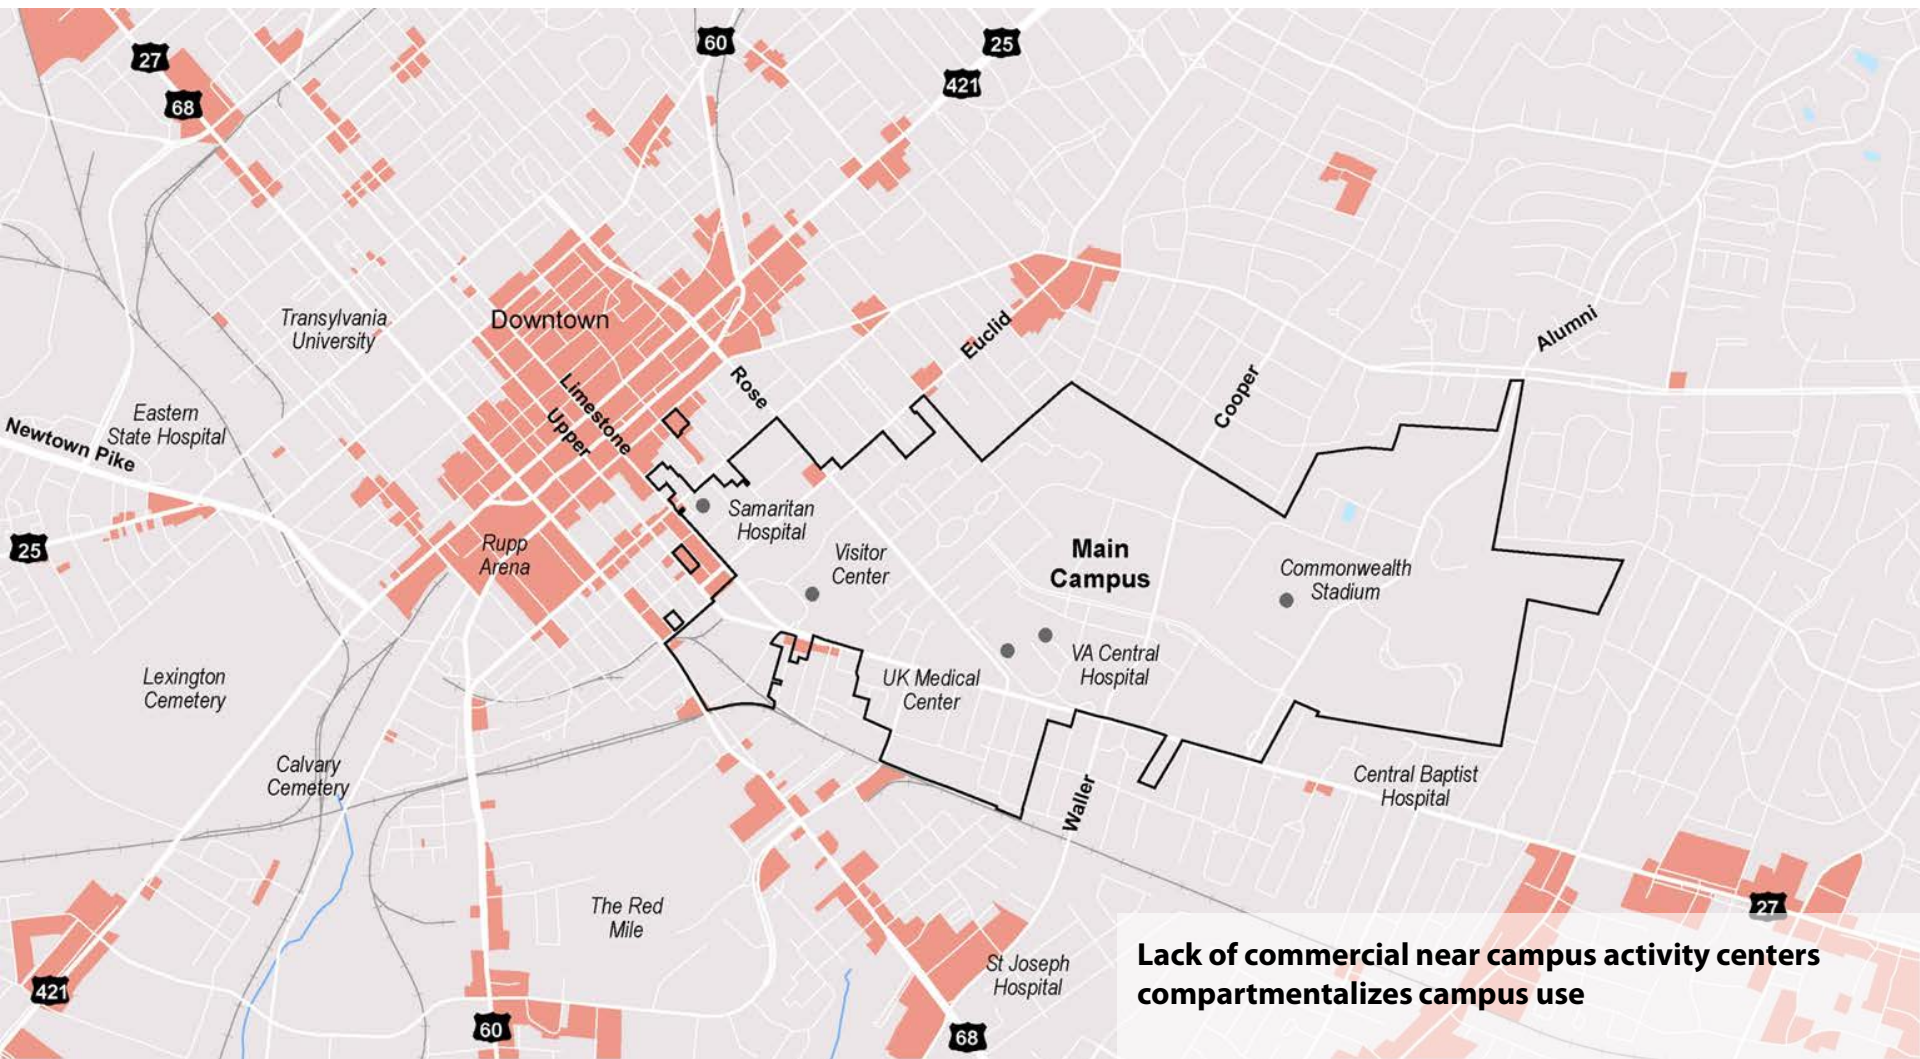 60
25
27
421
68
Transylvania
University
Downtown
Alumni
Euclid
Rose
Cooper
Limestone
Upper
Eastern
State Hospital
Newtown Pike
25
Samaritan
Hospital
Rupp
Arena
Visitor
Center
Main
Campus
Commonwealth
Stadium
VA Central
Hospital
UK Medical
Center
Lexington
Cemetery
Calvary
Cemetery
Waller
Central Baptist
Hospital
The Red
Mile
27
St Joseph
Hospital
Lack of commercial near campus activity centers
compartmentalizes campus use
421
60
68